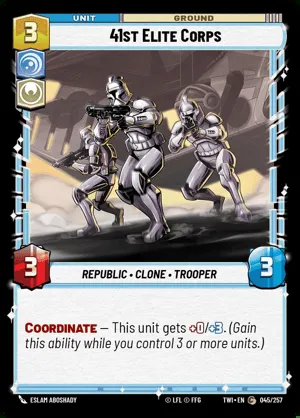 UNIT GROUND
3 41st Elite Corps
3 REPUBLIC • CLONE • TROOPER 3
COORDINATE — This unit gets +0/+3. (Gain
this ability while you control 3 or more units.)
ESLAM ABOSHADY © LFL © FFG TWI • EN C 045/257